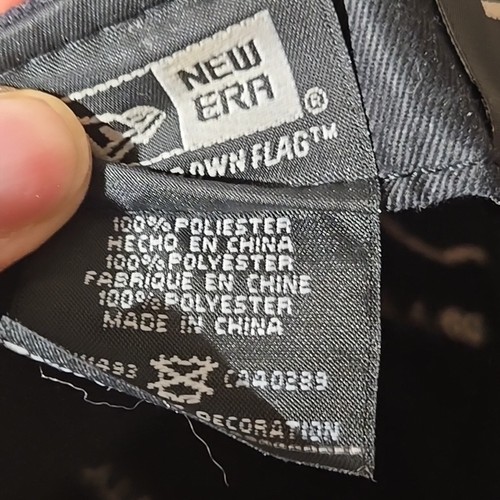 NEW
ERA
®
OWN FLAG™
100% POLIESTER
HECHO EN CHINA
100% POLYESTER
FABRIQUE EN CHINE
100% POLYESTER
MADE IN CHINA
CA40289
DECORATION